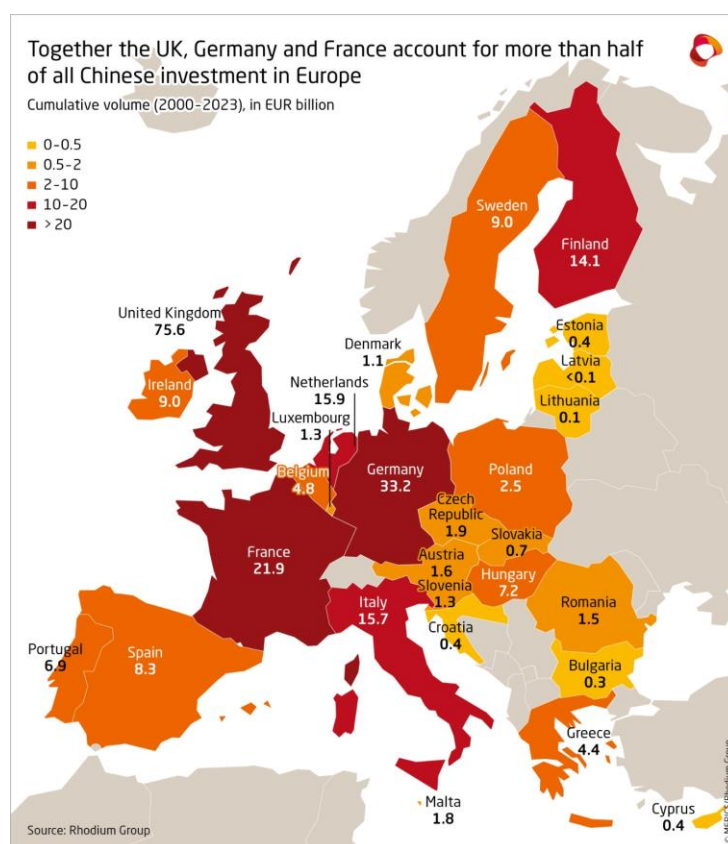 Together the UK, Germany and France account for more than half
of all Chinese investment in Europe
Cumulative volume (2000–2023), in EUR billion
0–0.5
0.5–2
2–10
10–20
>20
Sweden
9.0
Finland
14.1
United Kingdom
75.6
Estonia
0.4
Denmark
1.1
Latvia
<0.1
Ireland
9.0
Netherlands
15.9
Lithuania
0.1
Luxembourg
1.3
Belgium
4.8
Germany
33.2
Poland
2.5
Czech
Republic
1.9
Slovakia
0.7
France
21.9
Austria
1.6
Slovenia
1.3
Hungary
7.2
Italy
15.7
Romania
1.5
Croatia
0.4
Portugal
6.9
Spain
8.3
Bulgaria
0.3
Greece
4.4
Malta
1.8
Cyprus
0.4
Source: Rhodium Group
© MERICS/Rhodium Group